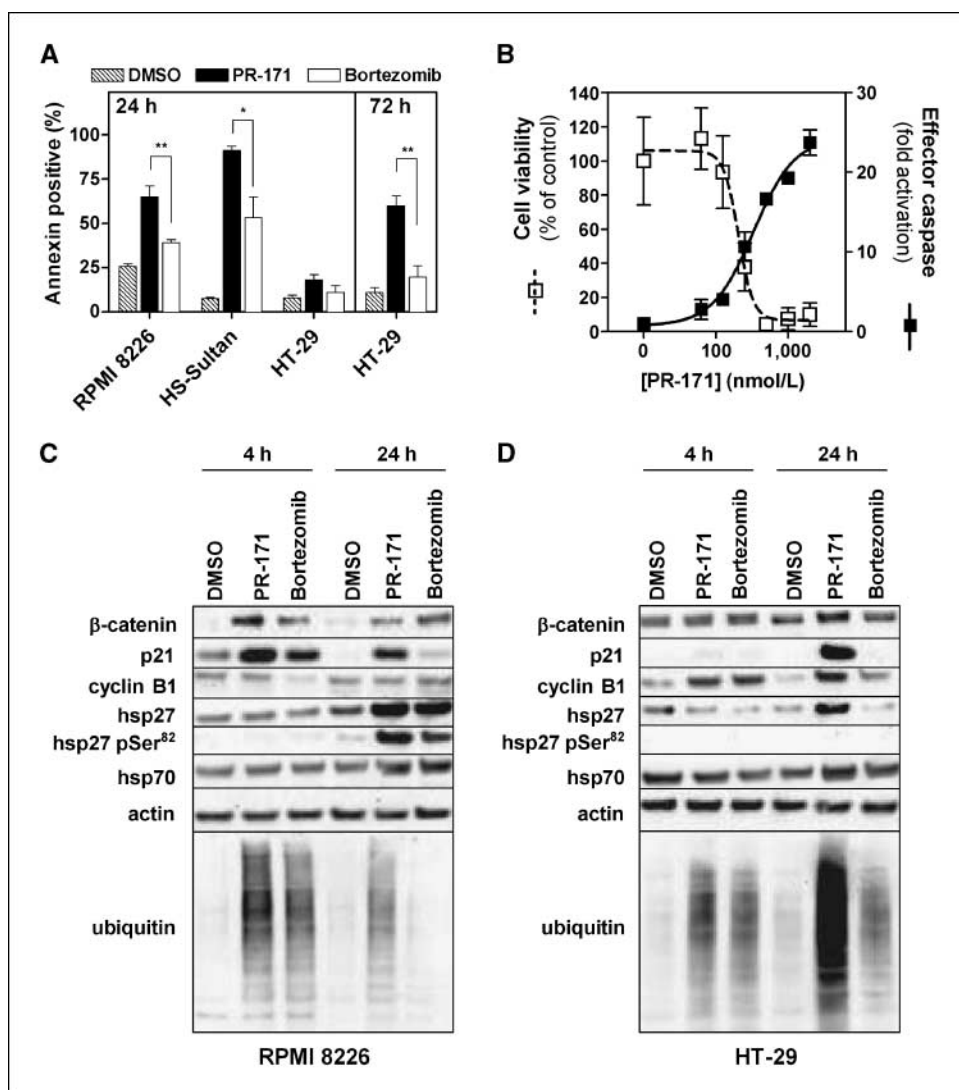 A
DMSO PR-171 Bortezomib
24 h 72 h
** * **
Annexin positive (%)
100
75
50
25
0
RPMI 8226 HS-Sultan HT-29 HT-29
B
Cell viability
(% of control)
140
120
100
80
60
40
20
0
30
20
10
0
Effector caspase
(fold activation)
0 100 1,000
[PR-171] (nmol/L)
C
4 h 24 h
DMSO PR-171 Bortezomib DMSO PR-171 Bortezomib
β-catenin
p21
cyclin B1
hsp27
hsp27 pSer⁸²
hsp70
actin
ubiquitin
RPMI 8226
D
4 h 24 h
DMSO PR-171 Bortezomib DMSO PR-171 Bortezomib
β-catenin
p21
cyclin B1
hsp27
hsp27 pSer⁸²
hsp70
actin
ubiquitin
HT-29